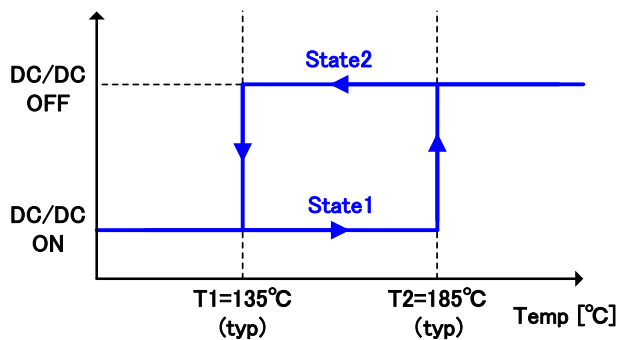 State2
DC/DC
OFF
State1
DC/DC
ON
T1=135℃
(typ)
T2=185℃
(typ)
Temp [℃]